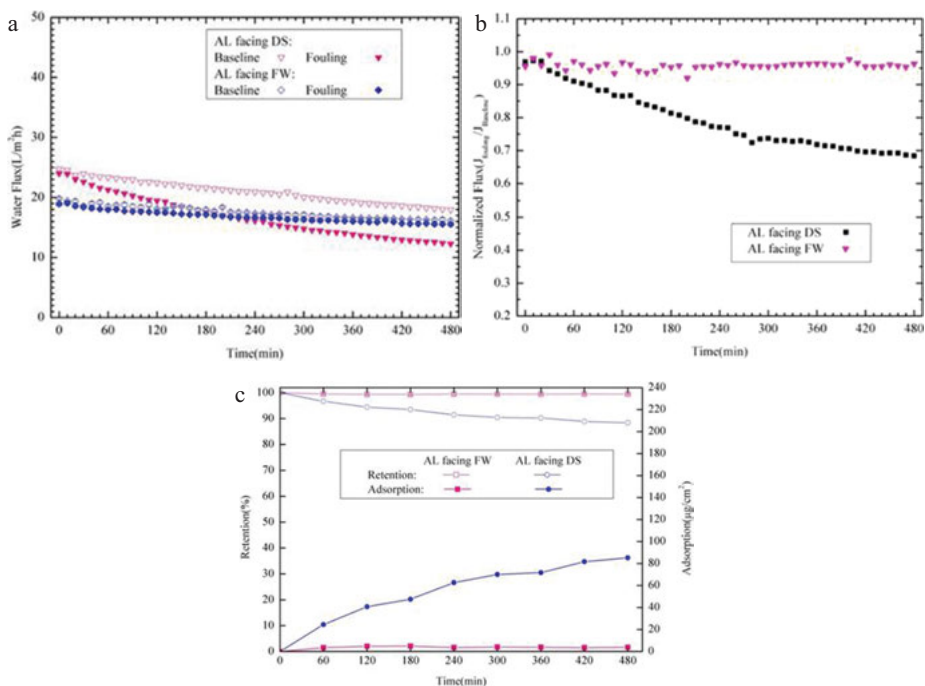 a
50
40
30
20
10
0
Water Flux(L/m²h)
AL facing DS:
Baseline Fouling
AL facing FW:
Baseline Fouling
0 60 120 180 240 300 360 420 480
Time(min)
b
1.1
1.0
0.9
0.8
0.7
0.6
0.5
0.4
0.3
0.2
Normalized Flux(J_fouling/J_Baseline)
AL facing DS
AL facing FW
0 60 120 180 240 300 360 420 480
Time(min)
c
100
90
80
70
60
50
40
30
20
10
0
Retention(%)
AL facing FW AL facing DS
Retention:
Adsorption:
240
220
200
180
160
140
120
100
80
60
40
20
0
Adsorption(μg/cm²)
0 60 120 180 240 300 360 420 480
Time(min)